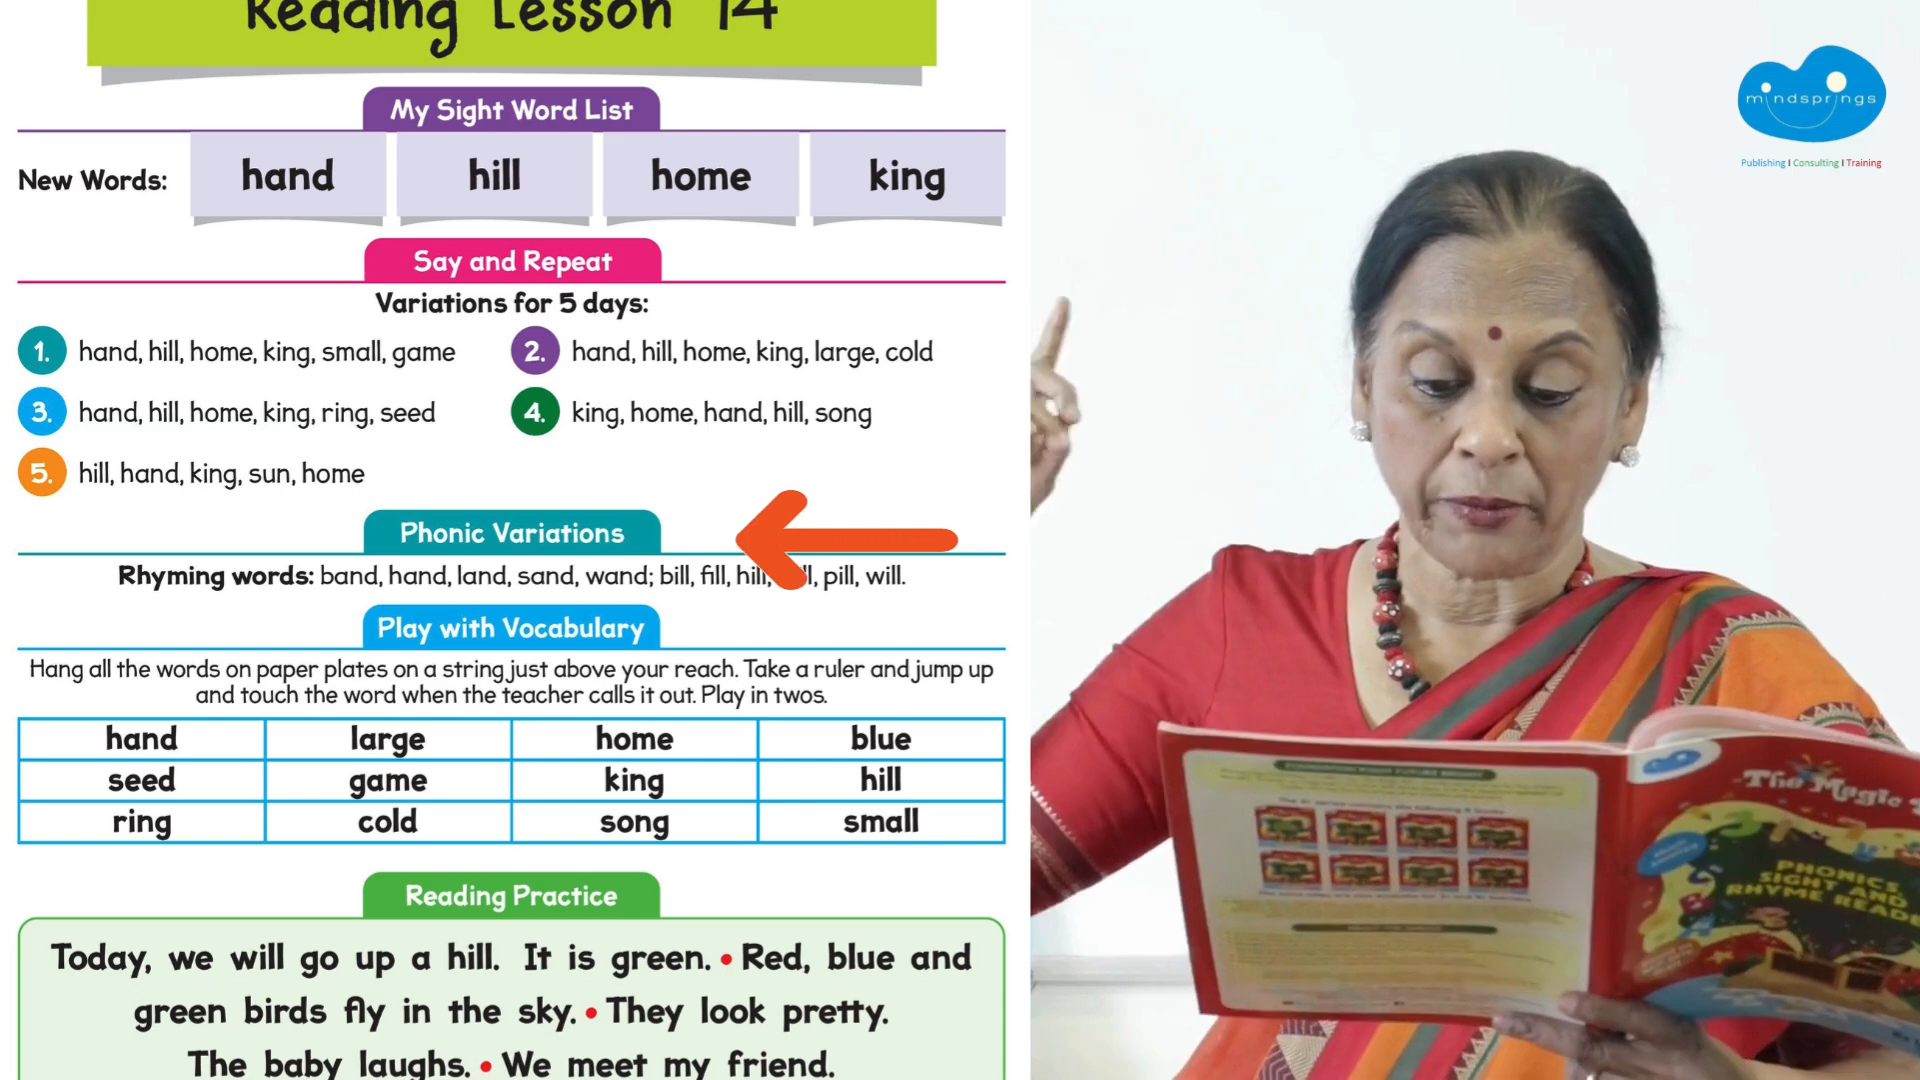 Reading Lesson 14
My Sight Word List
New Words: hand hill home king
Say and Repeat
Variations for 5 days:
1. hand, hill, home, king, small, game
2. hand, hill, home, king, large, cold
3. hand, hill, home, king, ring, seed
4. king, home, hand, hill, song
5. hill, hand, king, sun, home
Phonic Variations
Rhyming words: band, hand, land, sand, wand; bill, fill, hill, pill, will.
Play with Vocabulary
Hang all the words on paper plates on a string just above your reach. Take a ruler and jump up
and touch the word when the teacher calls it out. Play in twos.
hand large home blue
seed game king hill
ring cold song small
Reading Practice
Today, we will go up a hill. It is green. • Red, blue and
green birds fly in the sky. • They look pretty.
The baby laughs. • We meet my friend.
mindsprings
Publishing I Consulting I Training
The Magic
PHONICS
SIGHT AND
RHYME